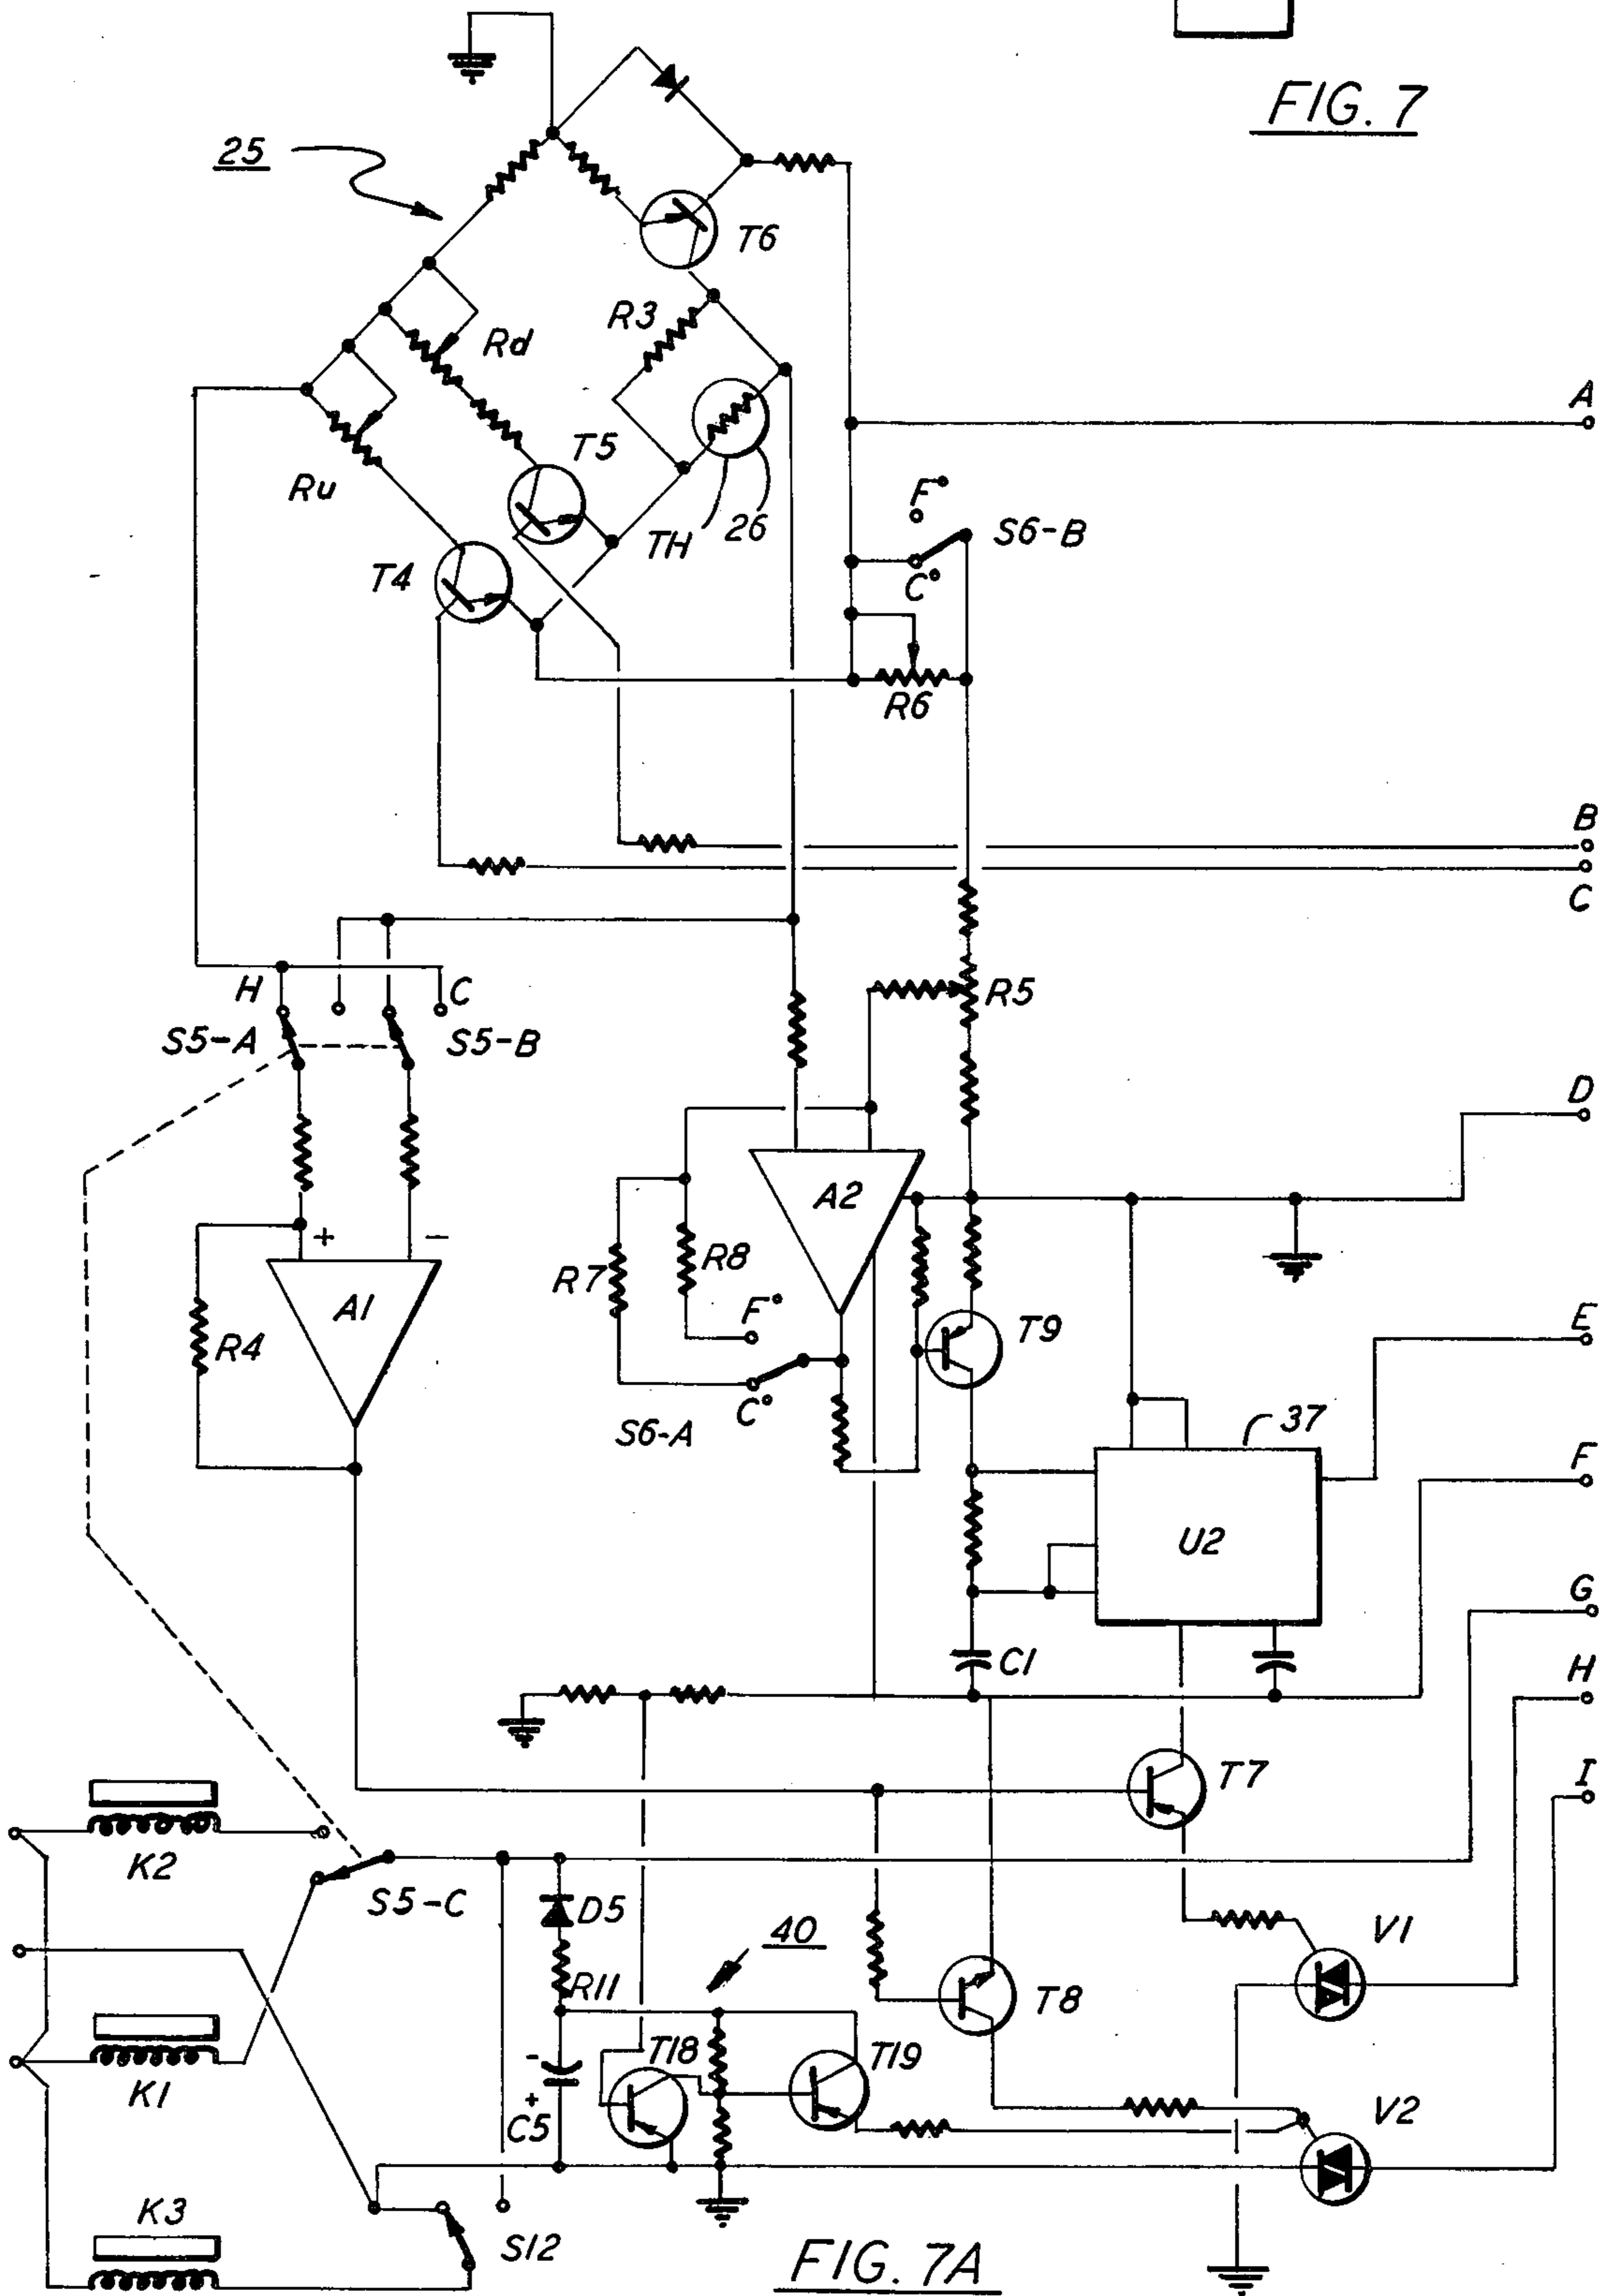 FIG. 7
25
T6
R3
Rd
A
T5
Ru
F°
S6-B
TH
26
T4
C°
R6
B
C
H
C
R5
S5-A
S5-B
D
A2
+
-
R8
R7
A1
F°
T9
E
R4
C°
37
S6-A
F
U2
G
C1
H
T7
I
K2
S5-C
D5
40
V1
R11
T8
T18
T19
-
K1
+
C5
V2
K3
S12
FIG. 7A